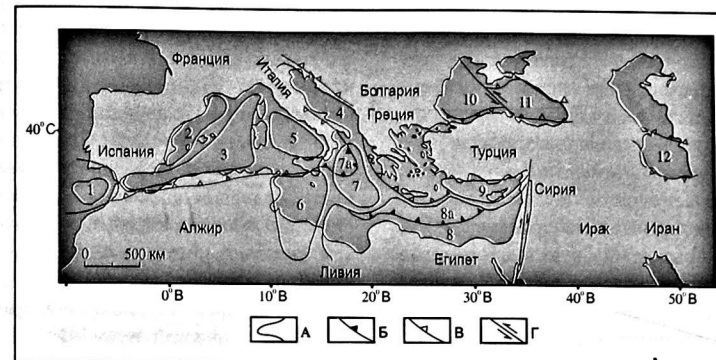 Франция
Италия
Болгария
Греция
40°С
Испания
Турция
Сирия
Алжир
Ливия
Египет
Ирак
Иран
1
2
3
4
5
6
7а
7
8а
8
9
10
11
12
0 500 км
0°В 10°В 20°В 30°В 40°В 50°В
А Б В Г